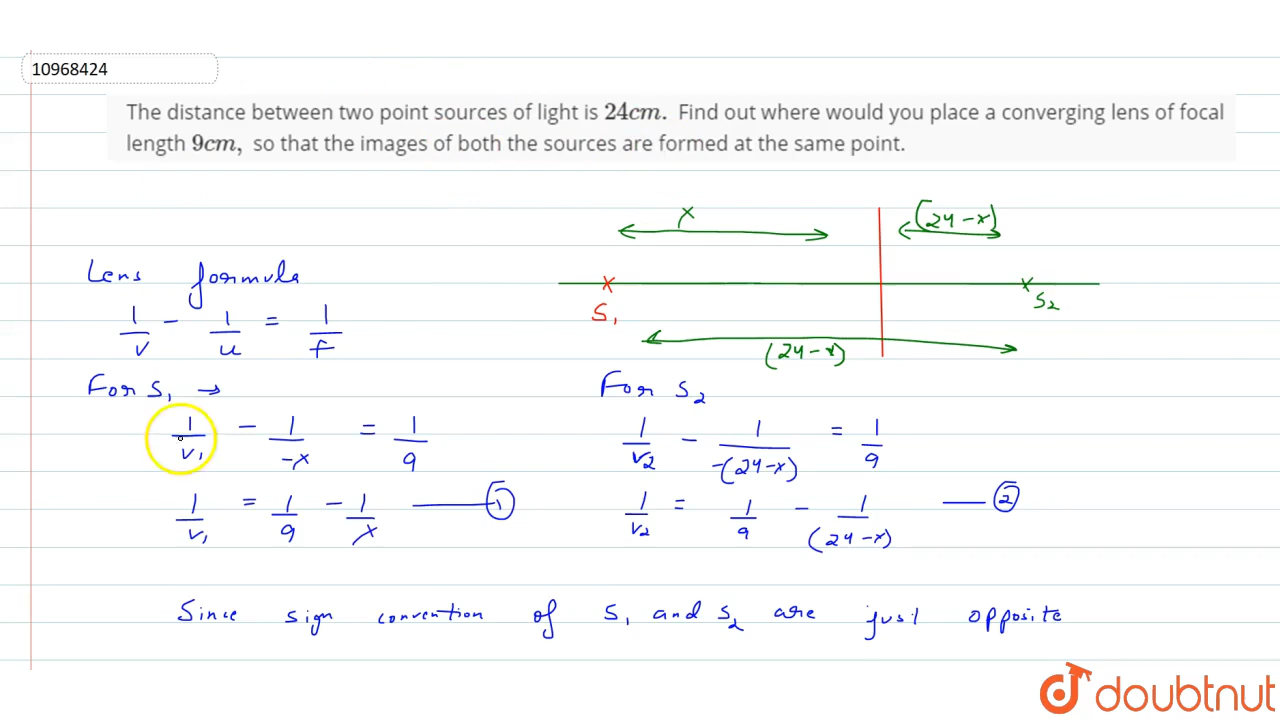 10968424
The distance between two point sources of light is 24cm. Find out where would you place a converging lens of focal
length 9cm, so that the images of both the sources are formed at the same point.
x
(24-x)
S1
S2
(24-x)
Lens formula
1/v - 1/u = 1/f
For S1 →
1/v1 - 1/-x = 1/9
1/v1 = 1/9 - 1/x ——— ①
For S2
1/v2 - 1/-(24-x) = 1/9
1/v2 = 1/9 - 1/(24-x) — ②
Since sign convention of S1 and S2 are just opposite
doubtnut